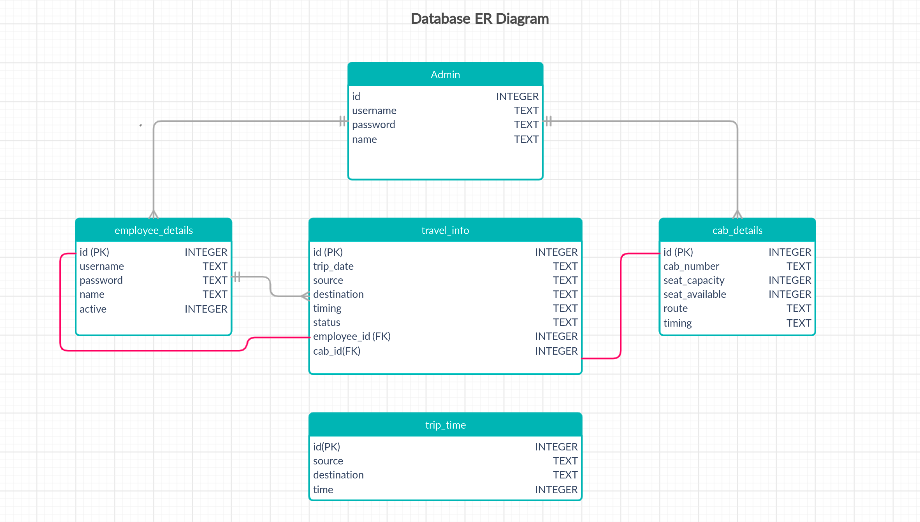 Database ER Diagram
Admin
id INTEGER
username TEXT
password TEXT
name TEXT
employee_details
id (PK) INTEGER
username TEXT
password TEXT
name TEXT
active INTEGER
travel_info
id (PK) INTEGER
trip_date TEXT
source TEXT
destination TEXT
timing TEXT
status TEXT
employee_id (FK) INTEGER
cab_id(FK) INTEGER
cab_details
id (PK) INTEGER
cab_number TEXT
seat_capacity INTEGER
seat_available INTEGER
route TEXT
timing TEXT
trip_time
id(PK) INTEGER
source TEXT
destination TEXT
time INTEGER